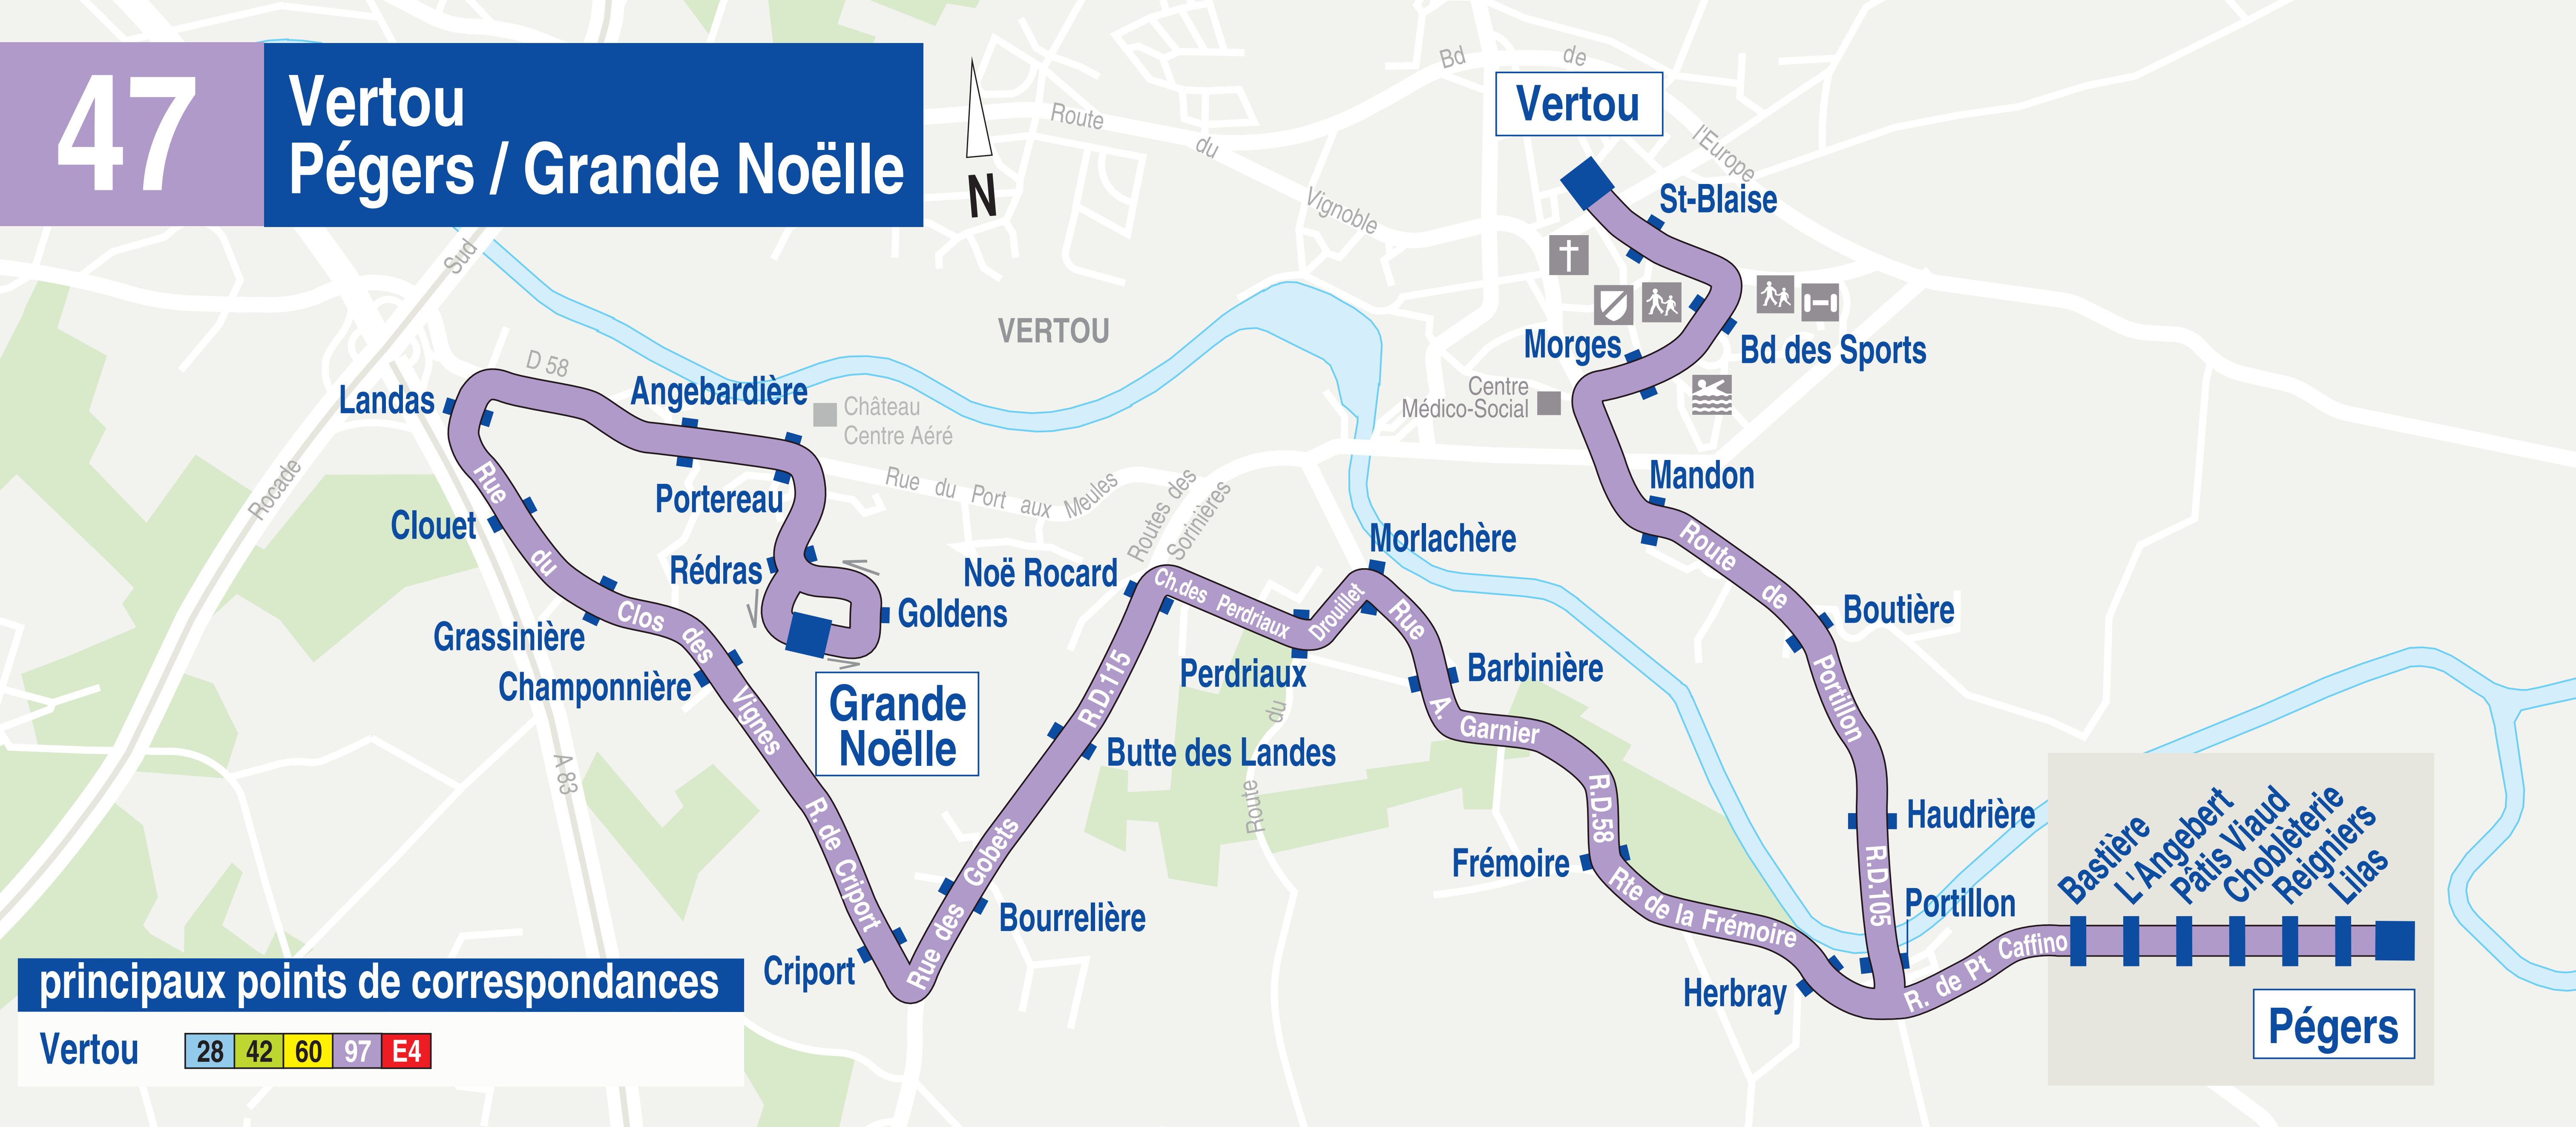 47
Vertou
Pégers / Grande Noëlle
N
Bd de l'Europe
Route du Vignoble
Vertou
St-Blaise
Bd des Sports
Morges
Centre
Médico-Social
VERTOU
Sud
Rocade
D 58
A 83
Landas
Angebardière
Château
Centre Aéré
Portereau
Rue du Port aux Meules
Routes des
Sorinières
Mandon
Clouet
Rue du Clos des Vignes
Rédras
Goldens
Grande
Noëlle
Grassinière
Champonnière
Noë Rocard
Ch.des Perdriaux
Drouillet
Morlachère
Perdriaux
Rue A. Garnier
Barbinière
Route de Portillon
Boutière
R.D.115
Butte des Landes
Route du
R.D.58
Frémoire
Rte de la Frémoire
Haudrière
R.D.105
Portillon
R. de Criport
Criport
Rue des Gobets
Bourrelière
Herbray
R. de Pt Caffino
Bastière
L'Angebert
Pâtis Viaud
Choblèterie
Reigniers
Lilas
Pégers
principaux points de correspondances
Vertou 28 42 60 97 E4